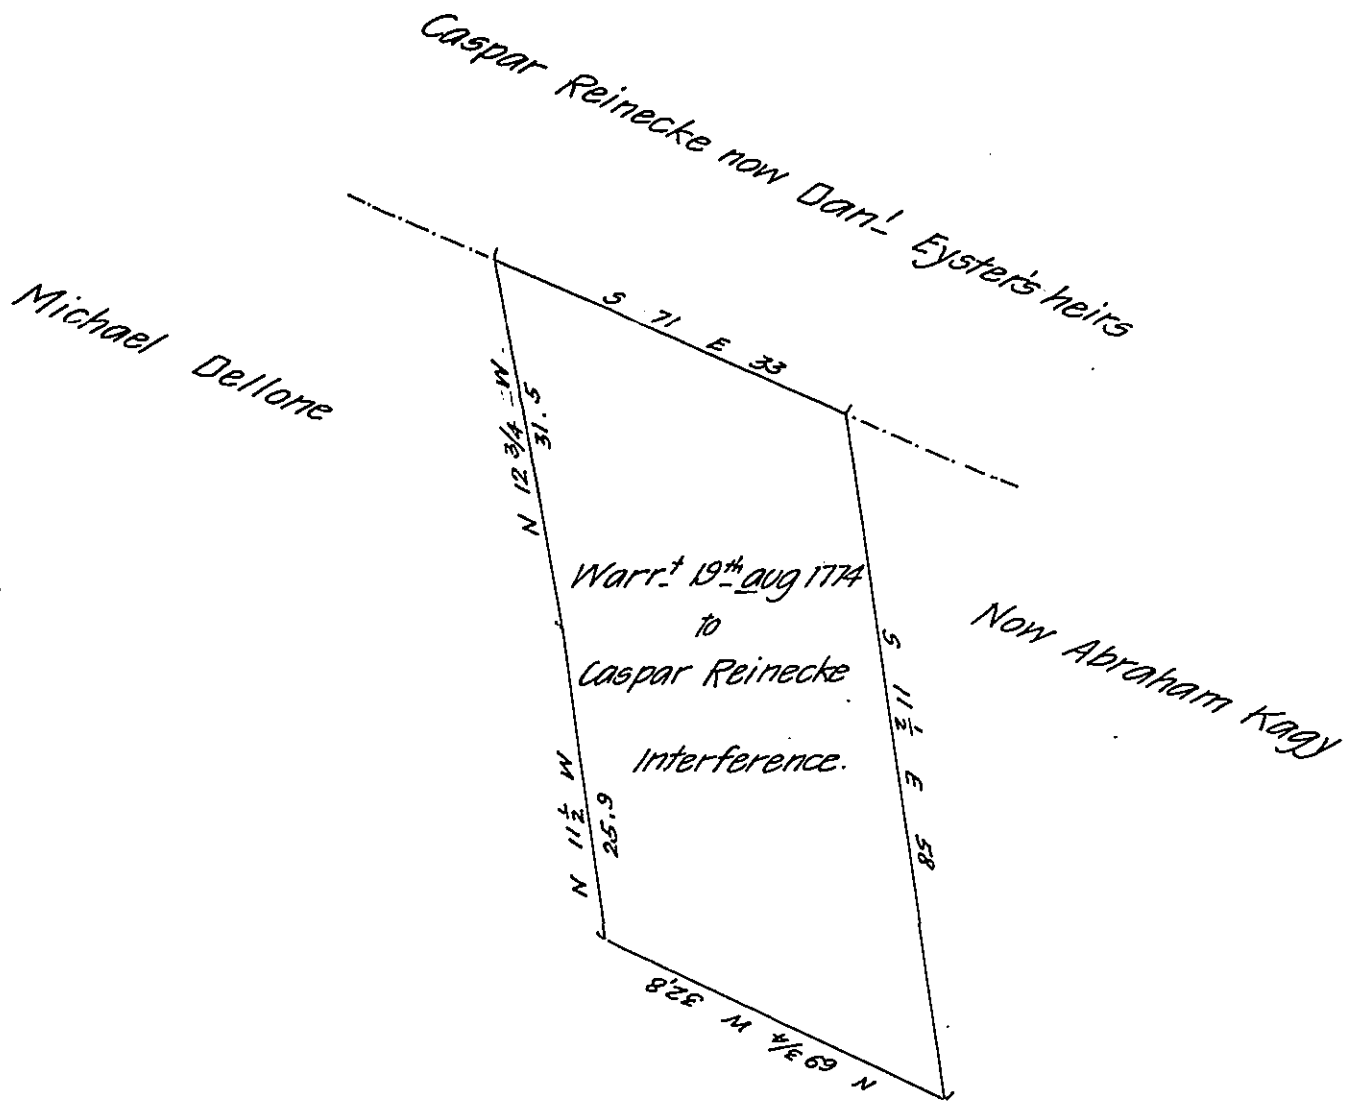 Caspar Reinecke now Dan.l Eyster's heirs
Michael Dellone
S 71 E 33
N 12 3/4 W.
31.5
Warr.t 19th aug 1774
to
Caspar Reinecke
Interference.
Now Abraham Kagy
S 11 1/2 E 58
N 11 1/2 W
25.9
N 69 3/4 W 32,8